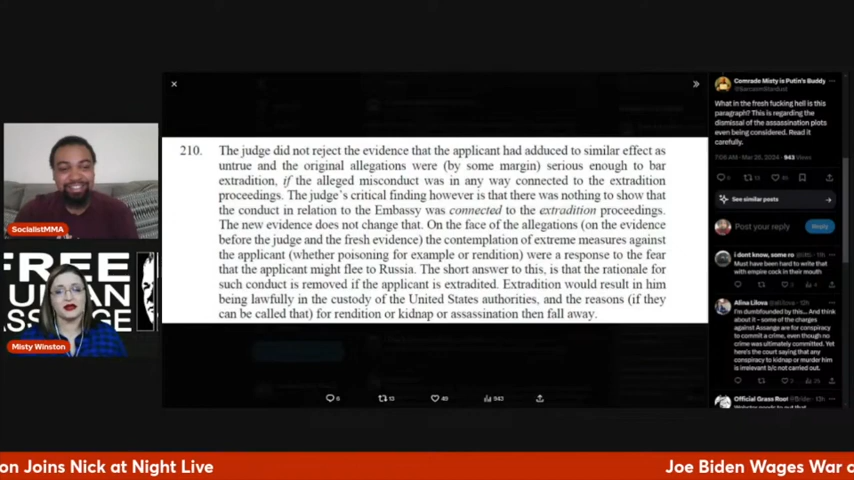 210. The judge did not reject the evidence that the applicant had adduced to similar effect as
untrue and the original allegations were (by some margin) serious enough to bar
extradition, if the alleged misconduct was in any way connected to the extradition
proceedings. The judge's critical finding however is that there was nothing to show that
the conduct in relation to the Embassy was connected to the extradition proceedings.
The new evidence does not change that. On the face of the allegations (on the evidence
before the judge and the fresh evidence) the contemplation of extreme measures against
the applicant (whether poisoning for example or rendition) were a response to the fear
that the applicant might flee to Russia. The short answer to this, is that the rationale for
such conduct is removed if the applicant is extradited. Extradition would result in him
being lawfully in the custody of the United States authorities, and the reasons (if they
can be called that) for rendition or kidnap or assassination then fall away.
6
13
45
943
Comrade Misty is Putin's Buddy
@SarcasmStardust
What in the fresh fucking hell is this
paragraph? This is regarding the
dismissal of the assassination plots
even being considered. Read it
carefully.
7:06 AM · Mar 26, 2024 · 943 Views
6
13
45
See similar posts
Post your reply
Reply
i dont know, some ro
11h
Must have been hard to write that
with empire cock in their mouth
Alina Lilova
12h
I'm dumbfounded by this... And think
about it – some of the charges
against Assange are for conspiracy
to commit a crime, even though no
crime was ultimately committed. Yet
here's the court saying that any
conspiracy to kidnap or murder him
is irrelevant b/c not carried out.
Official Grass Root
13h
SocialistMMA
FREE
ASSANGE
Misty Winston
on Joins Nick at Night Live
Joe Biden Wages War a